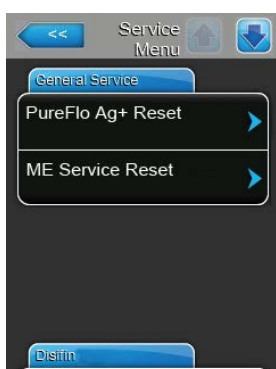 <<
Service
Menu
General Service
PureFlo Ag+ Reset
ME Service Reset
Disifin